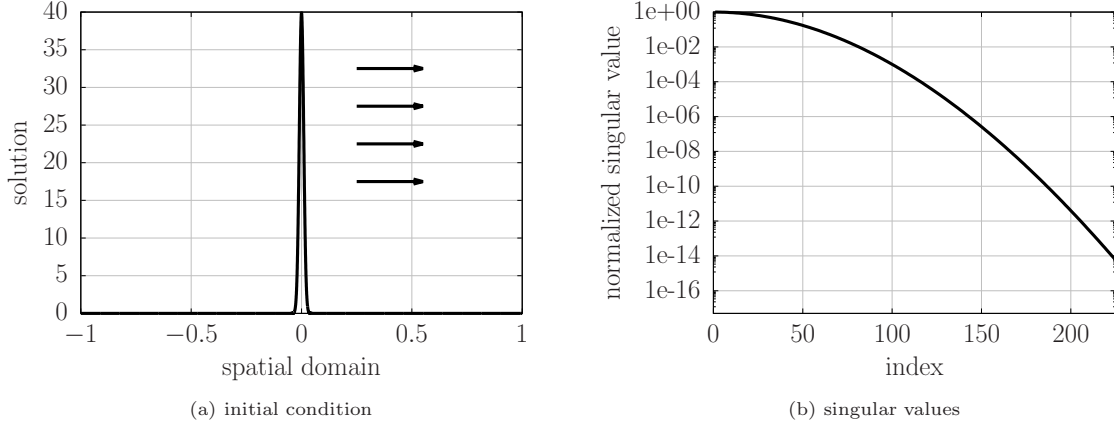 40
35
30
25
20
15
10
5
0
−1
−0.5
0
0.5
1
solution
spatial domain
(a) initial condition
1e+00
1e-02
1e-04
1e-06
1e-08
1e-10
1e-12
1e-14
1e-16
0
50
100
150
200
normalized singular value
index
(b) singular values